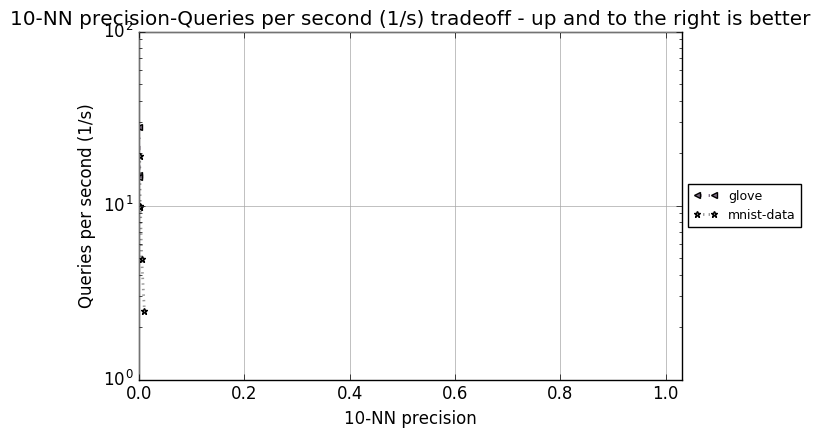 10-NN precision-Queries per second (1/s) tradeoff - up and to the right is better
10²
10¹
10⁰
Queries per second (1/s)
0.0 0.2 0.4 0.6 0.8 1.0
10-NN precision
glove
mnist-data